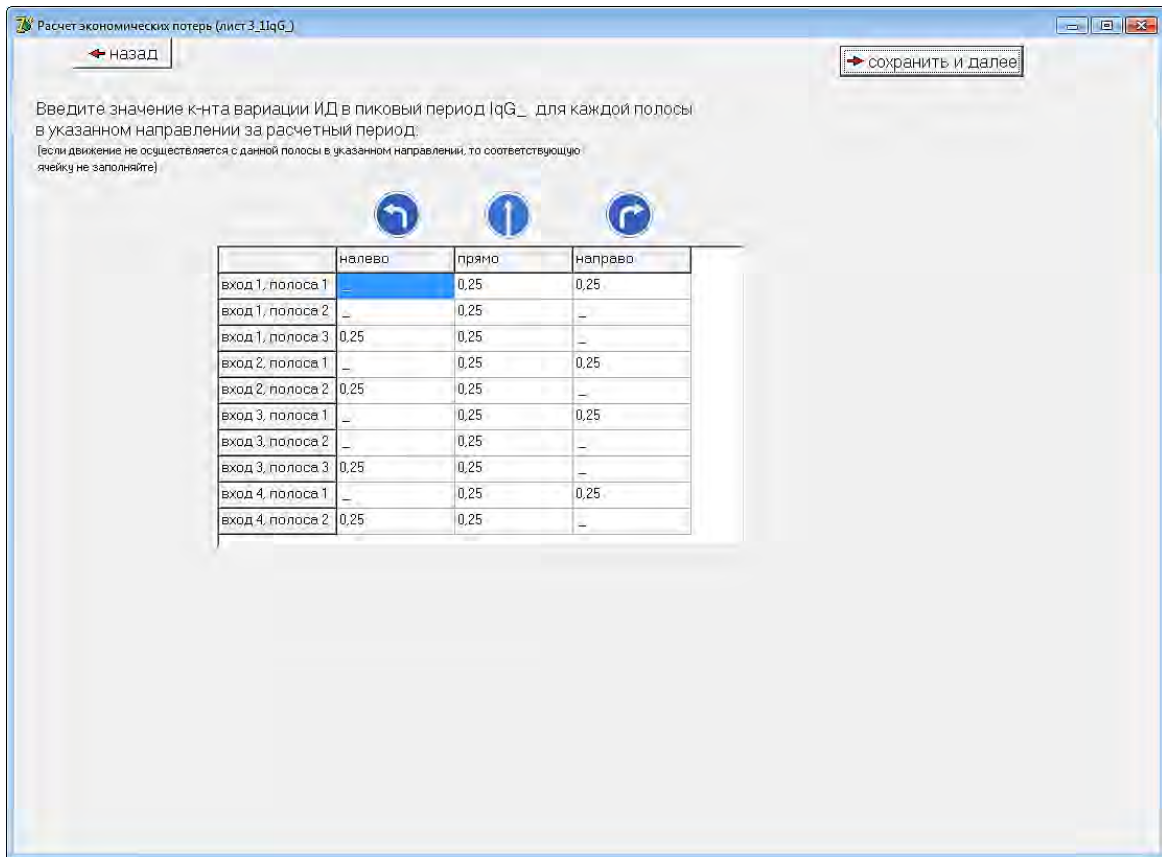 Расчет экономических потерь (лист 3_1IqG_)
назад
сохранить и далее
Введите значение к-нта вариации ИД в пиковый период IqG_ для каждой полосы
в указанном направлении за расчетный период.
(если движение не осуществляется с данной полосы в указанном направлении, то соответствующую
ячейку не заполняйте)
налево прямо направо
вход 1, полоса 1 _ 0,25 0,25
вход 1, полоса 2 _ 0,25 _
вход 1, полоса 3 0,25 0,25 _
вход 2, полоса 1 _ 0,25 0,25
вход 2, полоса 2 0,25 0,25 _
вход 3, полоса 1 _ 0,25 0,25
вход 3, полоса 2 _ 0,25 _
вход 3, полоса 3 0,25 0,25 _
вход 4, полоса 1 _ 0,25 0,25
вход 4, полоса 2 0,25 0,25 _